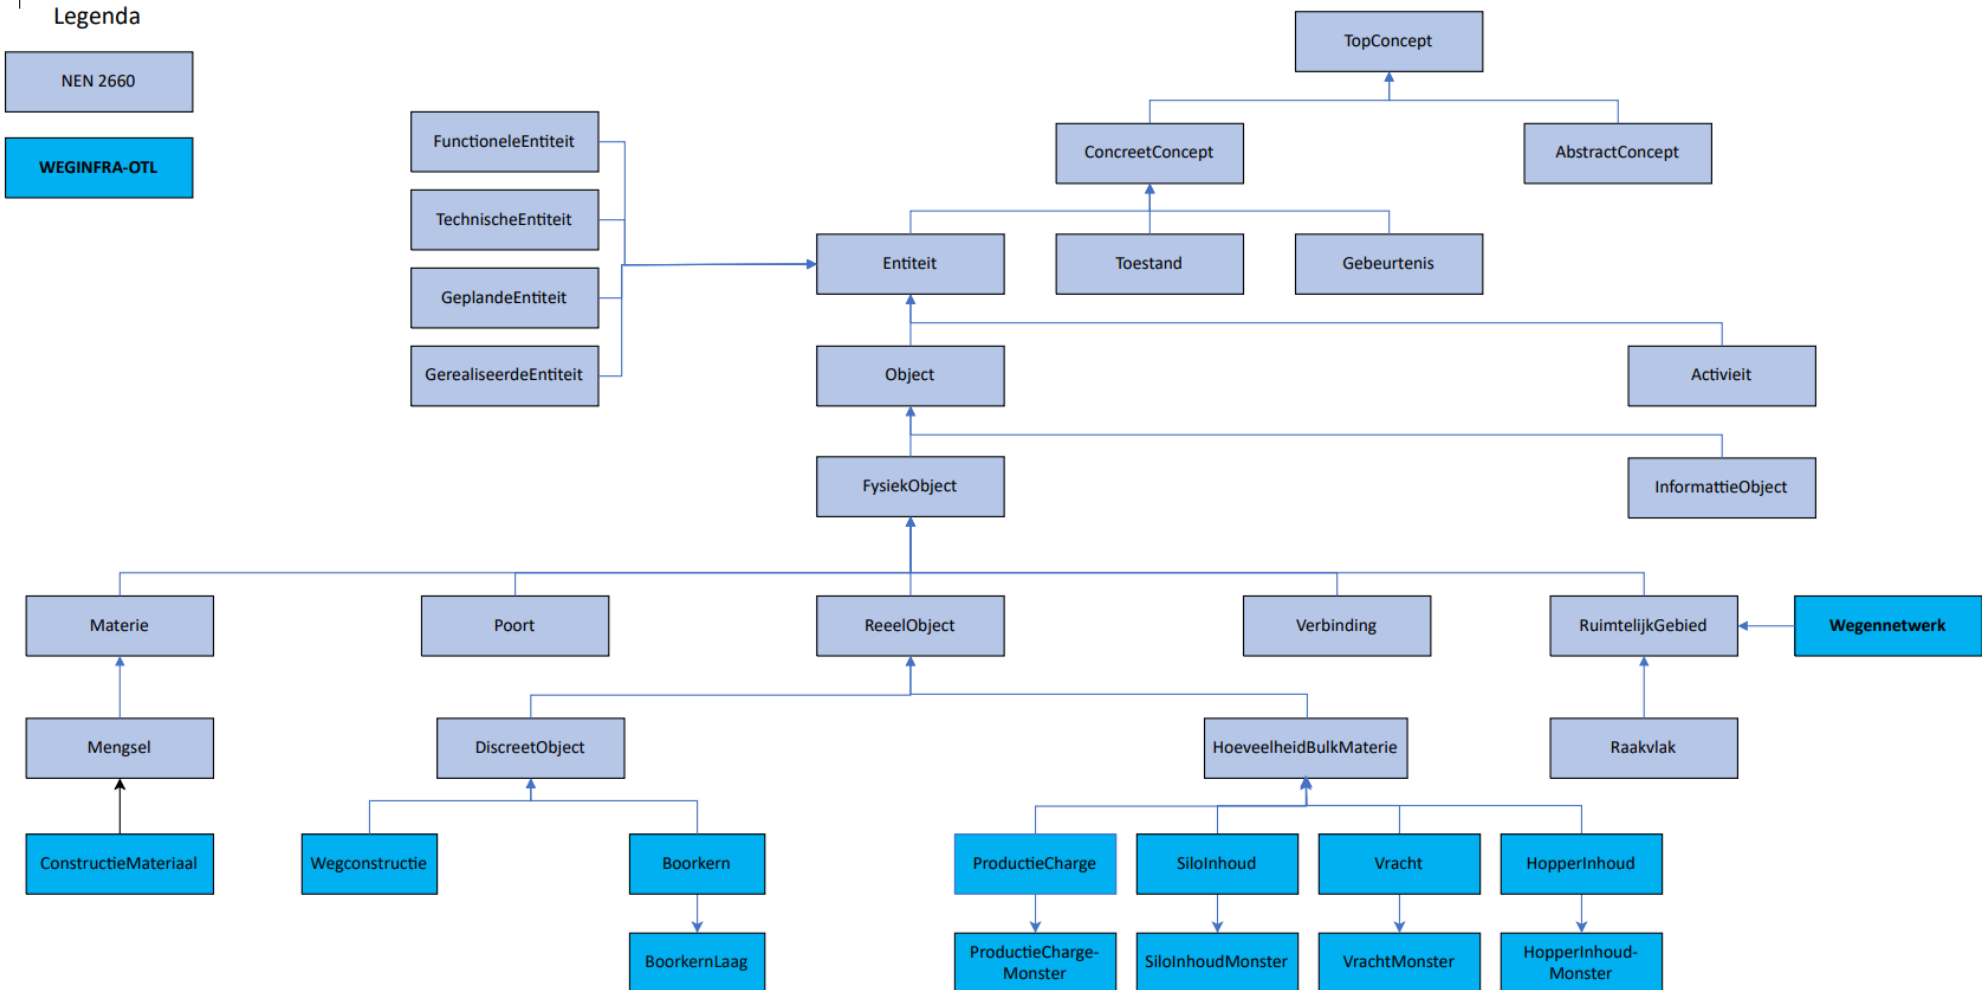 Legenda
NEN 2660
WEGINFRA-OTL
TopConcept
ConcreetConcept
AbstractConcept
FunctioneleEntiteit
TechnischeEntiteit
GeplandeEntiteit
GerealiseerdeEntiteit
Entiteit
Toestand
Gebeurtenis
Object
Activieit
FysiekObject
InformattieObject
Materie
Poort
ReeelObject
Verbinding
RuimtelijkGebied
Wegennetwerk
Mengsel
DiscreetObject
HoeveelheidBulkMaterie
Raakvlak
ConstructieMateriaal
Wegconstructie
Boorkern
ProductieCharge
SiloInhoud
Vracht
HopperInhoud
BoorkernLaag
ProductieCharge-
Monster
SiloInhoudMonster
VrachtMonster
HopperInhoud-
Monster